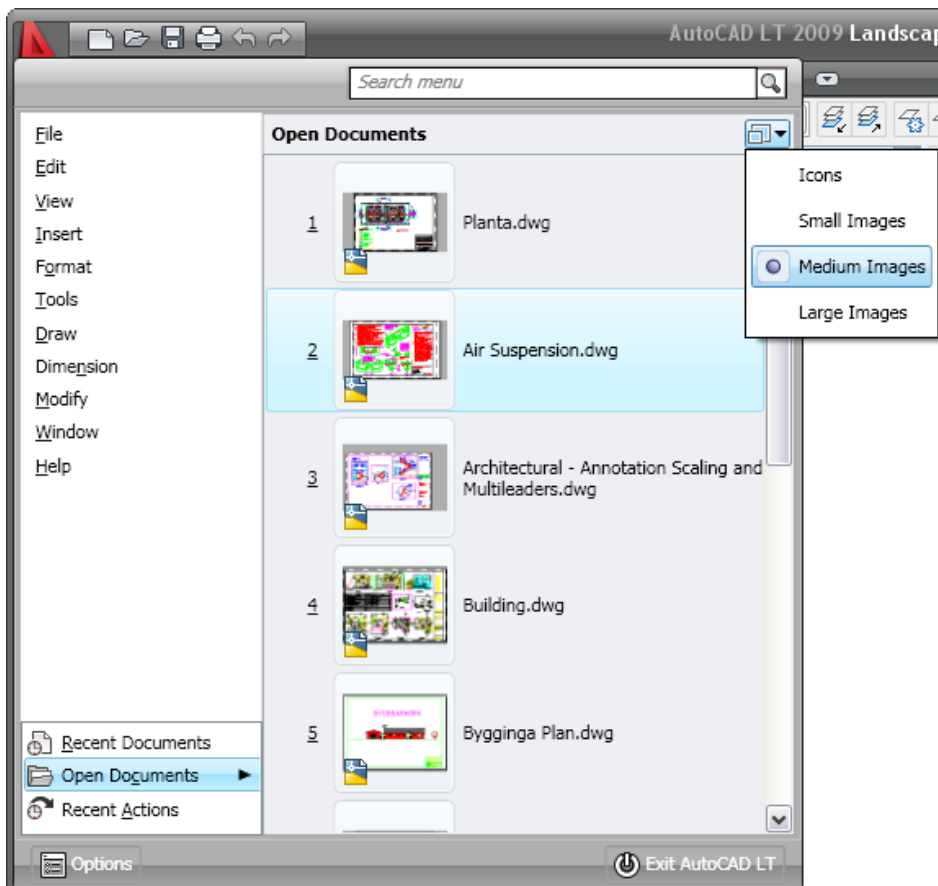 AutoCAD LT 2009 Landscap
Search menu
File
Edit
View
Insert
Format
Tools
Draw
Dimension
Modify
Window
Help
Recent Documents
Open Documents
Recent Actions
Open Documents
1 Planta.dwg
2 Air Suspension.dwg
3 Architectural - Annotation Scaling and
Multileaders.dwg
4 Building.dwg
5 Bygginga Plan.dwg
Icons
Small Images
Medium Images
Large Images
Options
Exit AutoCAD LT